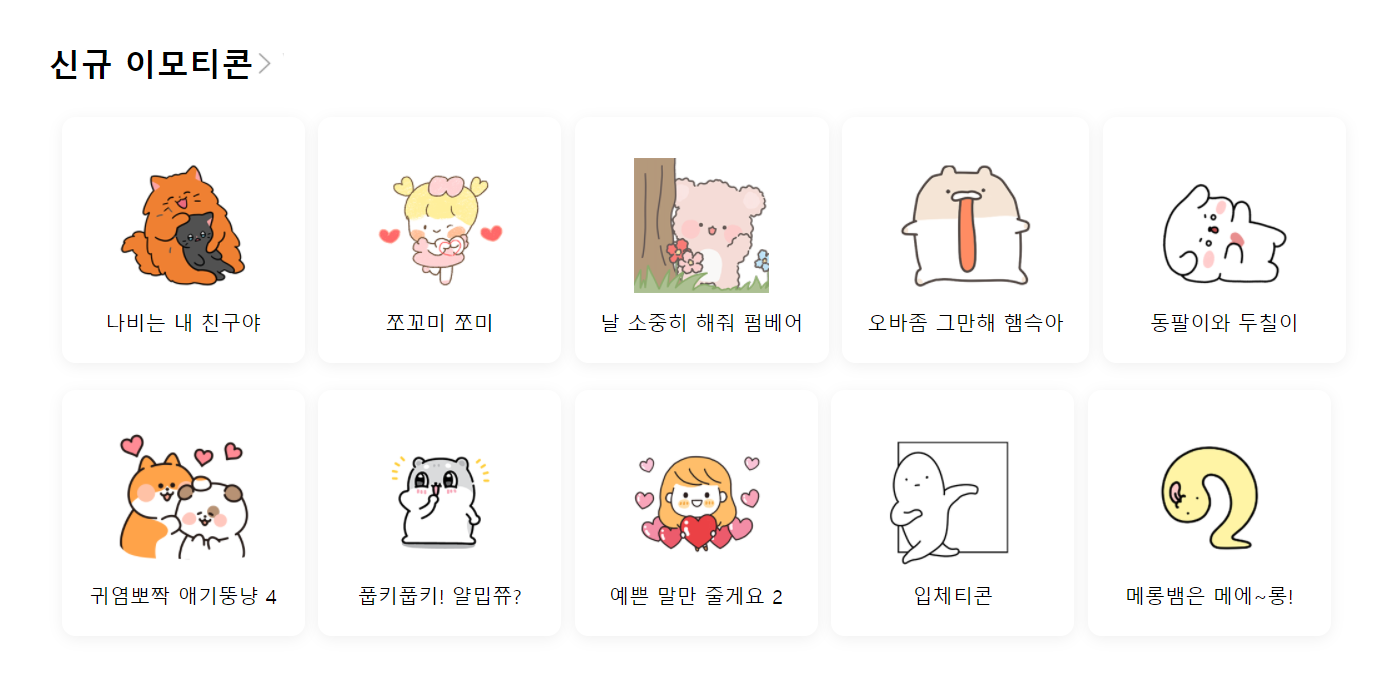 신규 이모티콘
나비는 내 친구야
쪼꼬미 쪼미
날 소중히 해줘 펌베어
오바좀 그만해 햄슥아
동팔이와 두칠이
귀염뽀짝 애기뚱냥 4
풉키풉키! 얄밉쮸?
예쁜 말만 줄게요 2
입체티콘
메롱뱀은 메에~롱!